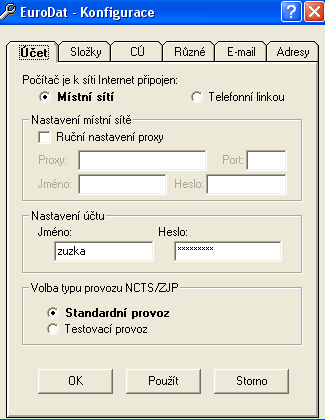 EuroDat - Konfigurace
Účet Složky CÚ Různé E-mail Adresy
Počítač je k síti Internet připojen:
Místní sítí Telefonní linkou
Nastavení místní sítě
Ruční nastavení proxy
Proxy: Port:
Jméno: Heslo:
Nastavení účtu
Jméno: Heslo:
zuzka *********
Volba typu provozu NCTS/ZJP
Standardní provoz
Testovací provoz
OK Použít Storno